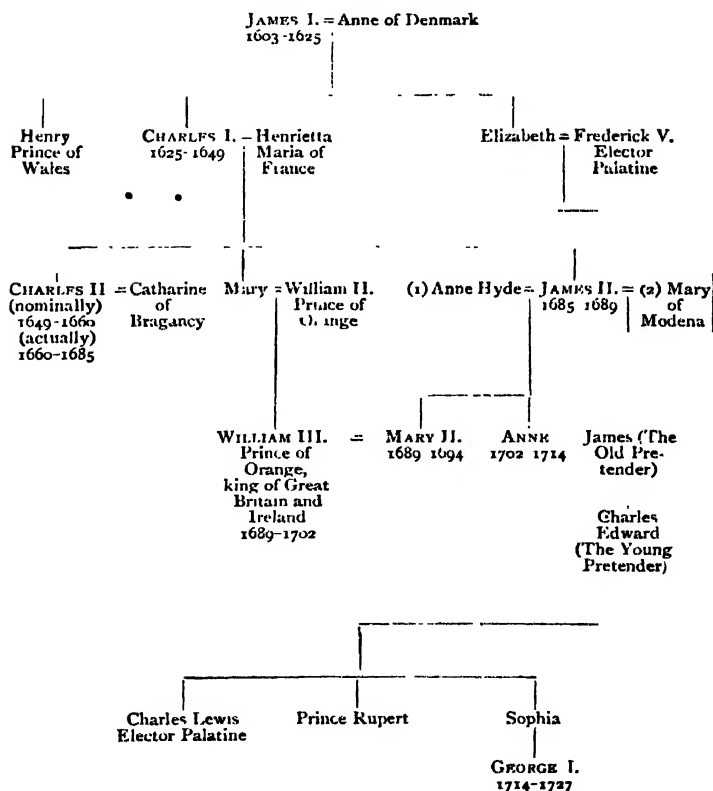 JAMES I. = Anne of Denmark
1603-1625
Henry
Prince of
Wales
CHARLES I. = Henrietta
1625-1649 Maria of
France
Elizabeth = Frederick V.
Elector
Palatine
CHARLES II = Catharine
(nominally) of
1649-1660 Bragancy
(actually)
1660-1685
Mary = William II.
Prince of
Orange
(1) Anne Hyde = JAMES II. = (2) Mary
1685 1689 of
Modena
WILLIAM III. = MARY II.
Prince of 1689 1694
Orange,
king of Great
Britain and
Ireland
1689-1702
ANNE
1702 1714
James (The
Old Pre-
tender)
Charles
Edward
(The Young
Pretender)
Charles Lewis
Elector Palatine
Prince Rupert
Sophia
GEORGE I.
1714-1727